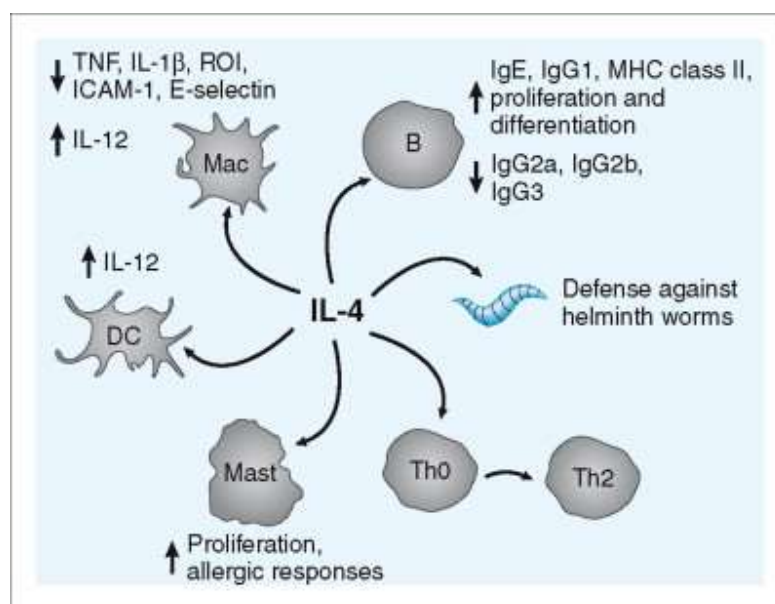 TNF, IL-1β, ROI,
ICAM-1, E-selectin
IL-12
Mac
IgE, IgG1, MHC class II,
proliferation and
differentiation
B
IgG2a, IgG2b,
IgG3
IL-12
DC
IL-4
Defense against
helminth worms
Mast
Proliferation,
allergic responses
Th0
Th2